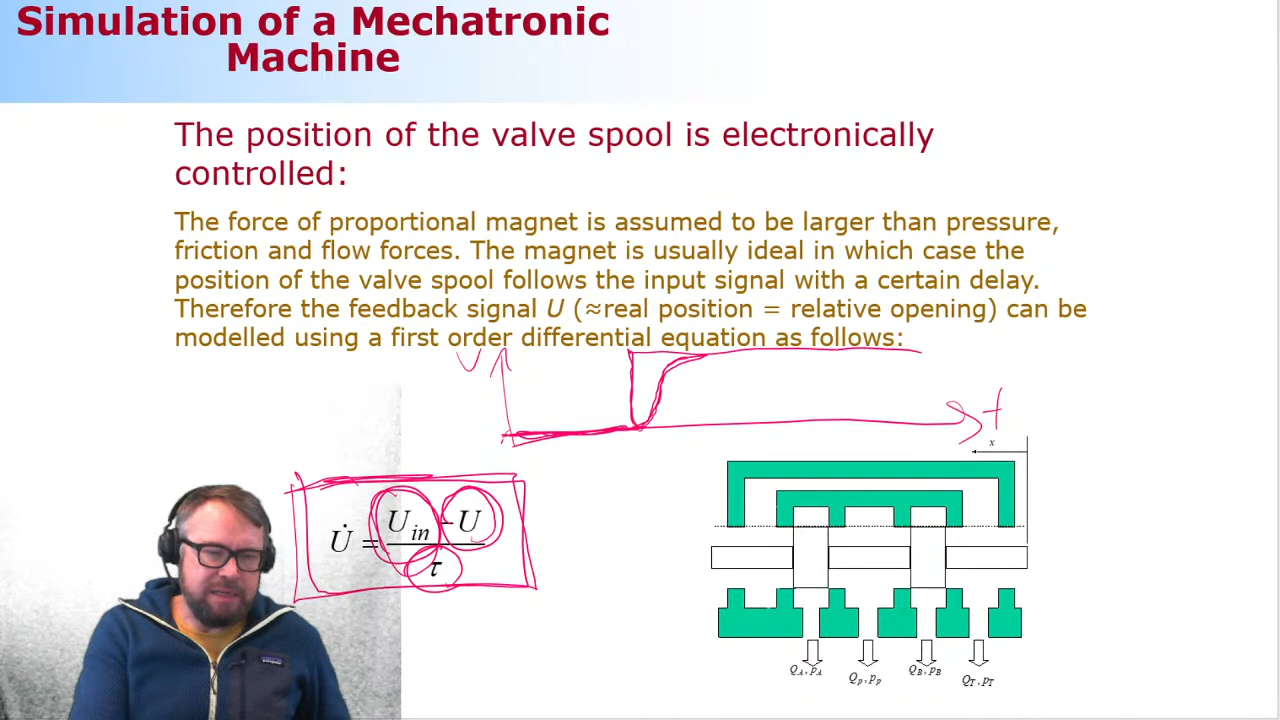 Simulation of a Mechatronic
Machine
The position of the valve spool is electronically
controlled:
The force of proportional magnet is assumed to be larger than pressure,
friction and flow forces. The magnet is usually ideal in which case the
position of the valve spool follows the input signal with a certain delay.
Therefore the feedback signal U (≈real position = relative opening) can be
modelled using a first order differential equation as follows:
U
t
x
U̇ = (U_in - U) / τ
Q_A, p_A
Q_p, p_p
Q_B, p_B
Q_T, p_T
patagonia